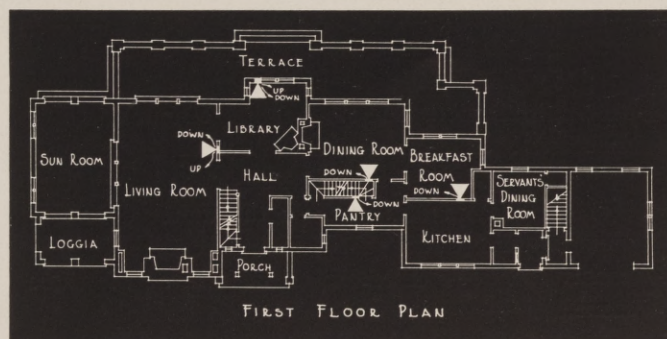 TERRACE
UP
DOWN
LIBRARY
DOWN
UP
SUN ROOM
LIVING ROOM
HALL
DINING ROOM
DOWN
BREAKFAST
ROOM
DOWN
DOWN
PANTRY
SERVANTS'
DINING
ROOM
KITCHEN
LOGGIA
PORCH
FIRST FLOOR PLAN